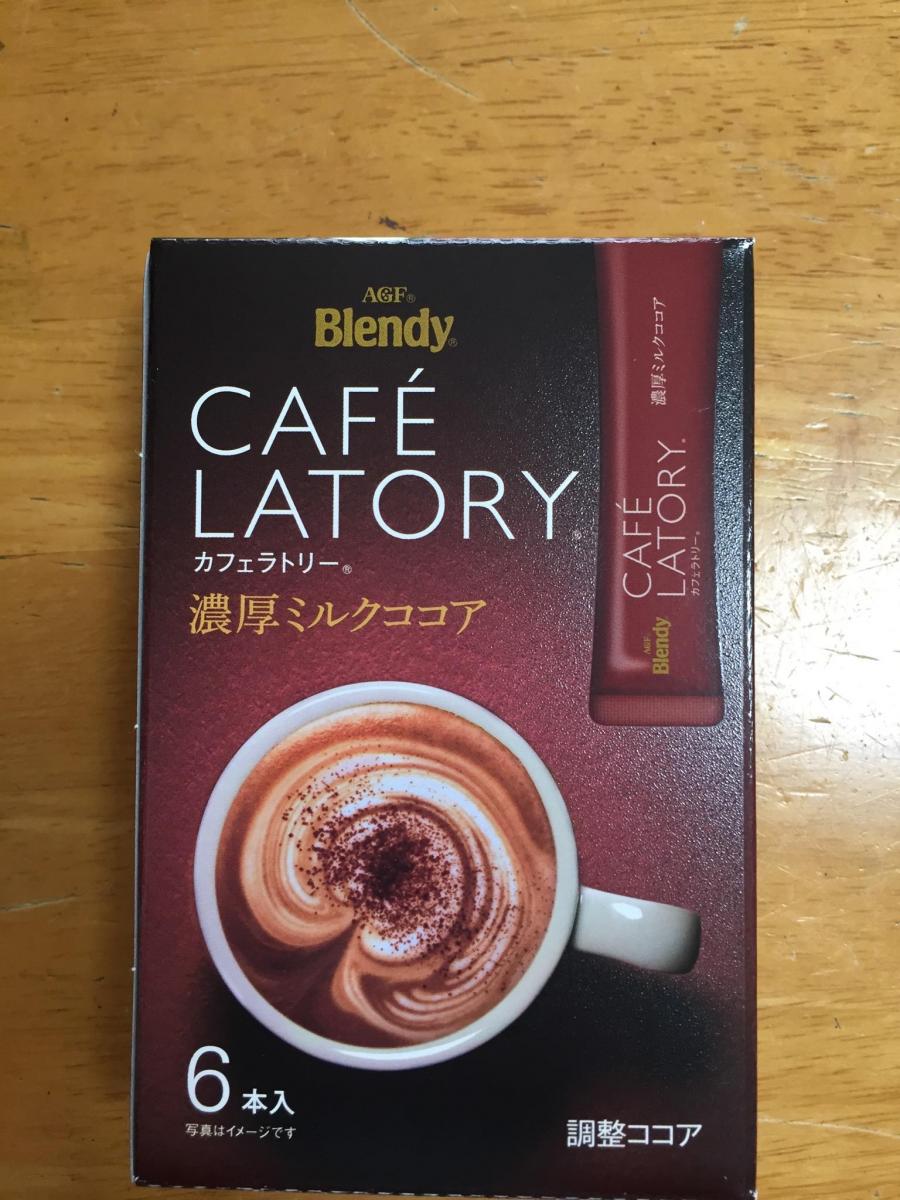 AGF®
Blendy®
CAFÉ
LATORY®
カフェラトリー®
濃厚ミルクココア
AGF
Blendy
CAFÉ
LATORY®
カフェラトリー®
濃厚ミルクココア
6本入
写真はイメージです
調整ココア